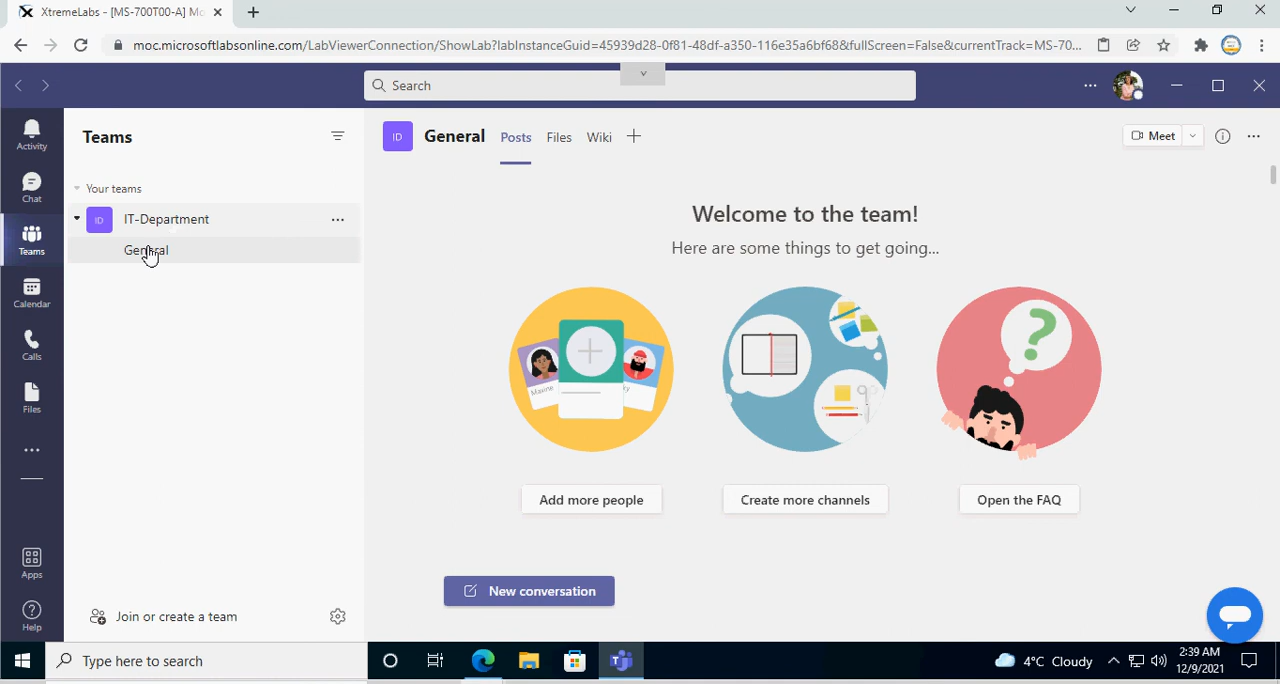 XtremeLabs - [MS-700T00-A] Mo
moc.microsoftlabsonline.com/LabViewerConnection/ShowLab?labInstanceGuid=45939d28-0f81-48df-a350-116e35a6bf68&fullScreen=False&currentTrack=MS-70...
Search
Activity
Chat
Teams
Calendar
Calls
Files
Apps
Help
Teams
Your teams
ID IT-Department
General
Join or create a team
ID General Posts Files Wiki
Meet
Welcome to the team!
Here are some things to get going...
Maxine
Add more people
Create more channels
Open the FAQ
New conversation
Type here to search
4°C Cloudy
2:39 AM
12/9/2021